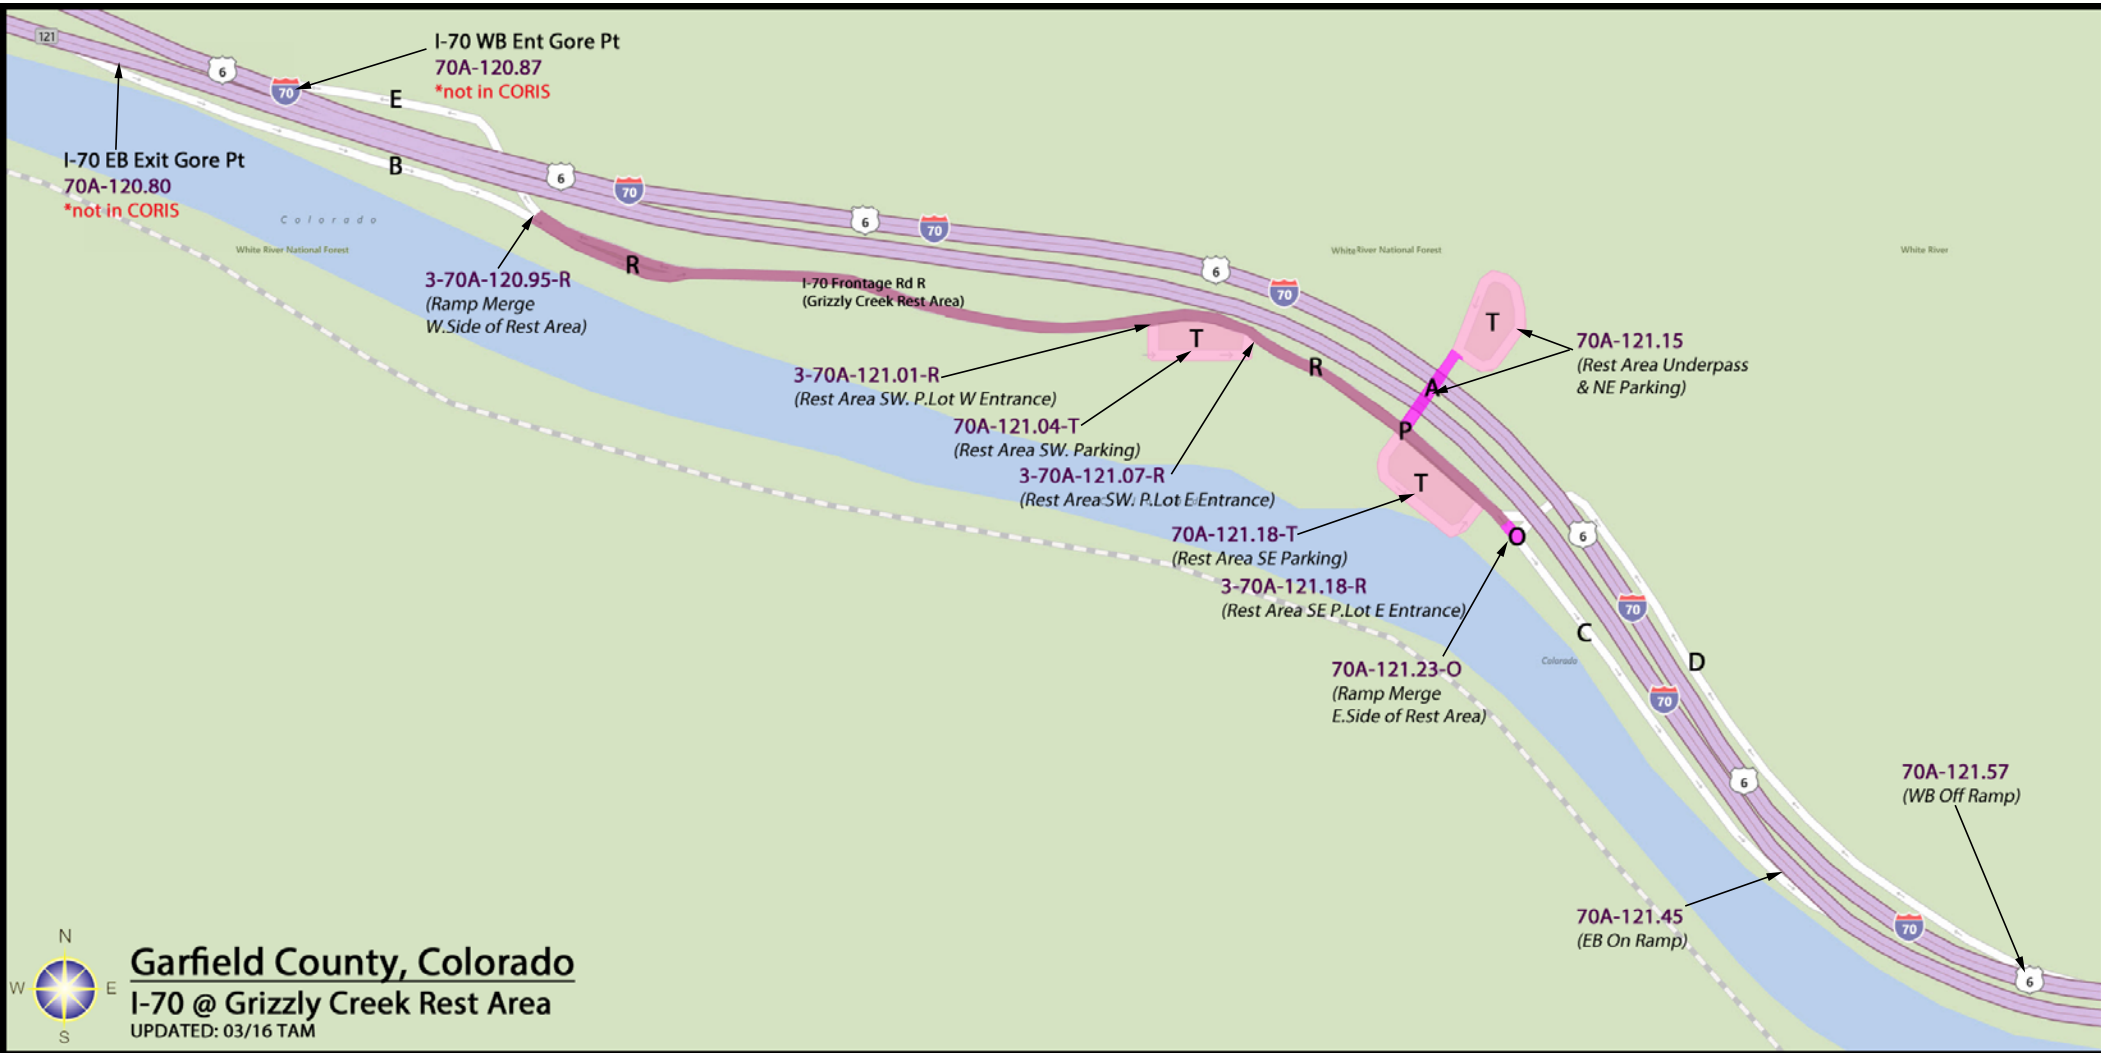 121
6
70
I-70 WB Ent Gore Pt
70A-120.87
*not in CORIS
E
I-70 EB Exit Gore Pt
70A-120.80
*not in CORIS
B
6
70
6
70
Colorado
White River National Forest
3-70A-120.95-R
(Ramp Merge
W.Side of Rest Area)
R
I-70 Frontage Rd R
(Grizzly Creek Rest Area)
6
70
White River National Forest
White River
T
T
R
A
P
T
70A-121.15
(Rest Area Underpass
& NE Parking)
3-70A-121.01-R
(Rest Area SW. P.Lot W Entrance)
70A-121.04-T
(Rest Area SW. Parking)
3-70A-121.07-R
(Rest Area SW. P.Lot E Entrance)
70A-121.18-T
(Rest Area SE Parking)
3-70A-121.18-R
(Rest Area SE P.Lot E Entrance)
O
6
70
C
D
Colorado
70A-121.23-O
(Ramp Merge
E.Side of Rest Area)
70
6
70A-121.57
(WB Off Ramp)
70A-121.45
(EB On Ramp)
70
6
N
W
E
S
Garfield County, Colorado
I-70 @ Grizzly Creek Rest Area
UPDATED: 03/16 TAM